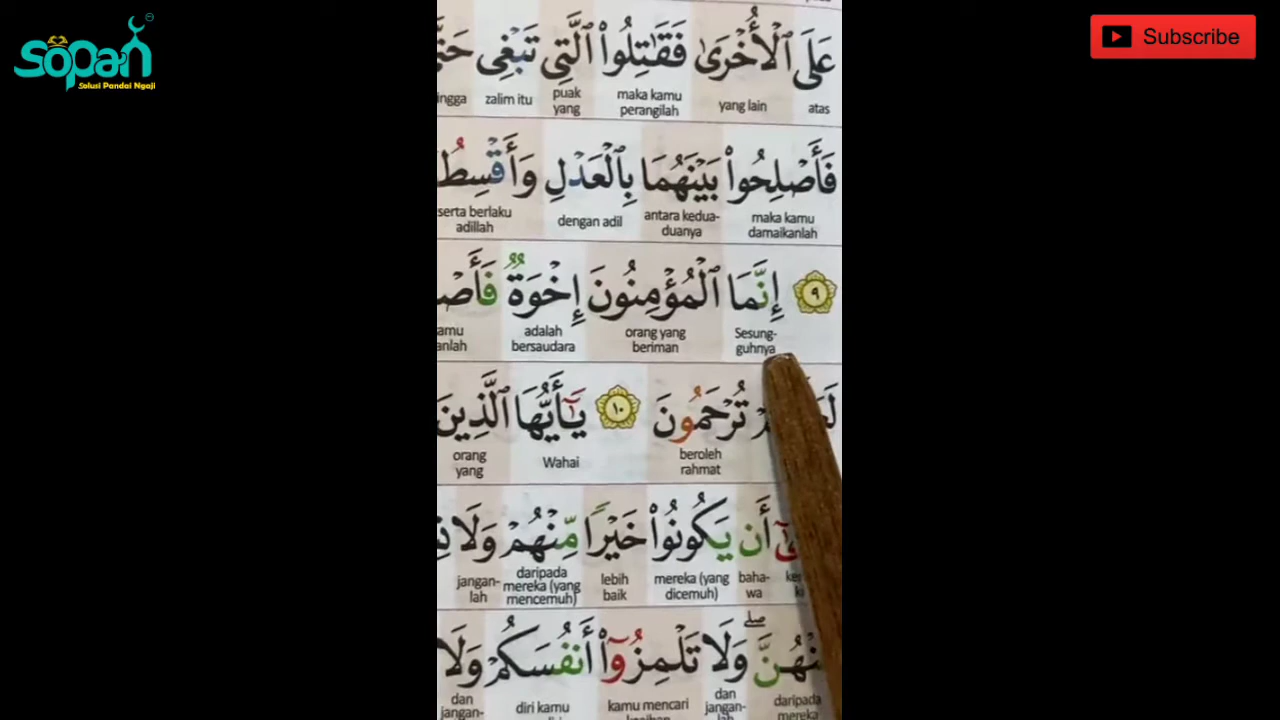 sopan
Solusi Pandai Ngaji
Subscribe
عَلَى ٱلْأُخْرَىٰ فَقَـٰتِلُوا۟ ٱلَّتِى تَبْغِى
atas yang lain maka kamu perangilah puak yang zalim itu
فَأَصْلِحُوا۟ بَيْنَهُمَا بِٱلْعَدْلِ
maka kamu damaikanlah antara kedua-duanya dengan adil serta berlaku adillah
٩ إِنَّمَا ٱلْمُؤْمِنُونَ إِخْوَةٌ
Sesung-guhnya orang yang beriman adalah bersaudara
تُرْحَمُونَ ١٠ يَـٰٓأَيُّهَا ٱلَّذِينَ
beroleh rahmat Wahai orang yang
أَن يَكُونُوا۟ خَيْرًا مِّنْهُمْ وَلَا
baha-wa mereka (yang dicemuh) lebih baik daripada mereka (yang mencemuh) jangan-lah
وَلَا تَلْمِزُوٓا۟ أَنفُسَكُمْ وَلَا
daripada mereka dan jangan- kamu mencari diri kamu dan jangan-